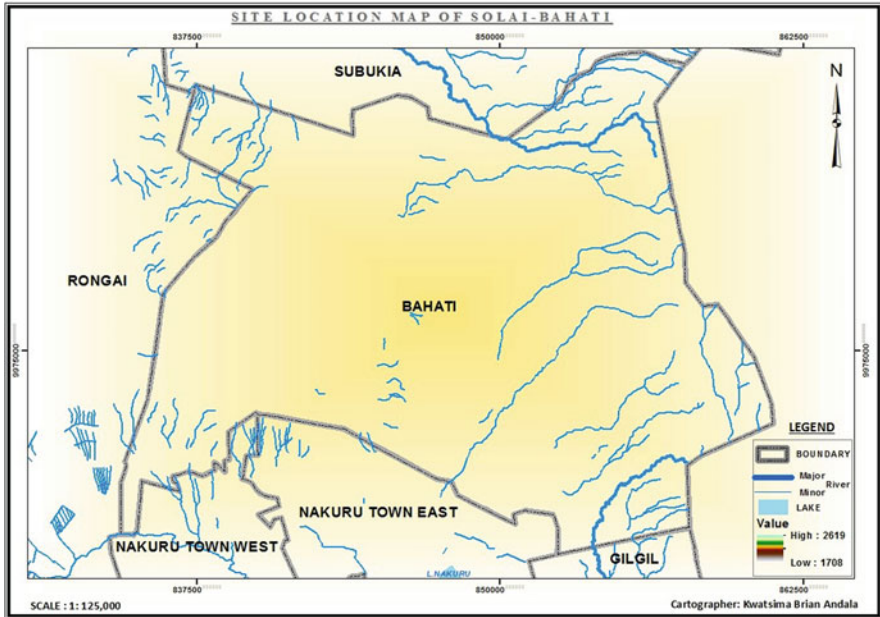 SITE LOCATION MAP OF SOLAI-BAHATI
837500
850000
862500
SUBUKIA
N
RONGAI
BAHATI
9975000
9975000
LEGEND
BOUNDARY
Major
Minor
River
LAKE
Value
High : 2619
Low : 1708
NAKURU TOWN EAST
NAKURU TOWN WEST
GILGIL
L.NAKURU
837500
850000
862500
SCALE : 1: 125,000
Cartographer: Kwatsima Brian Andala